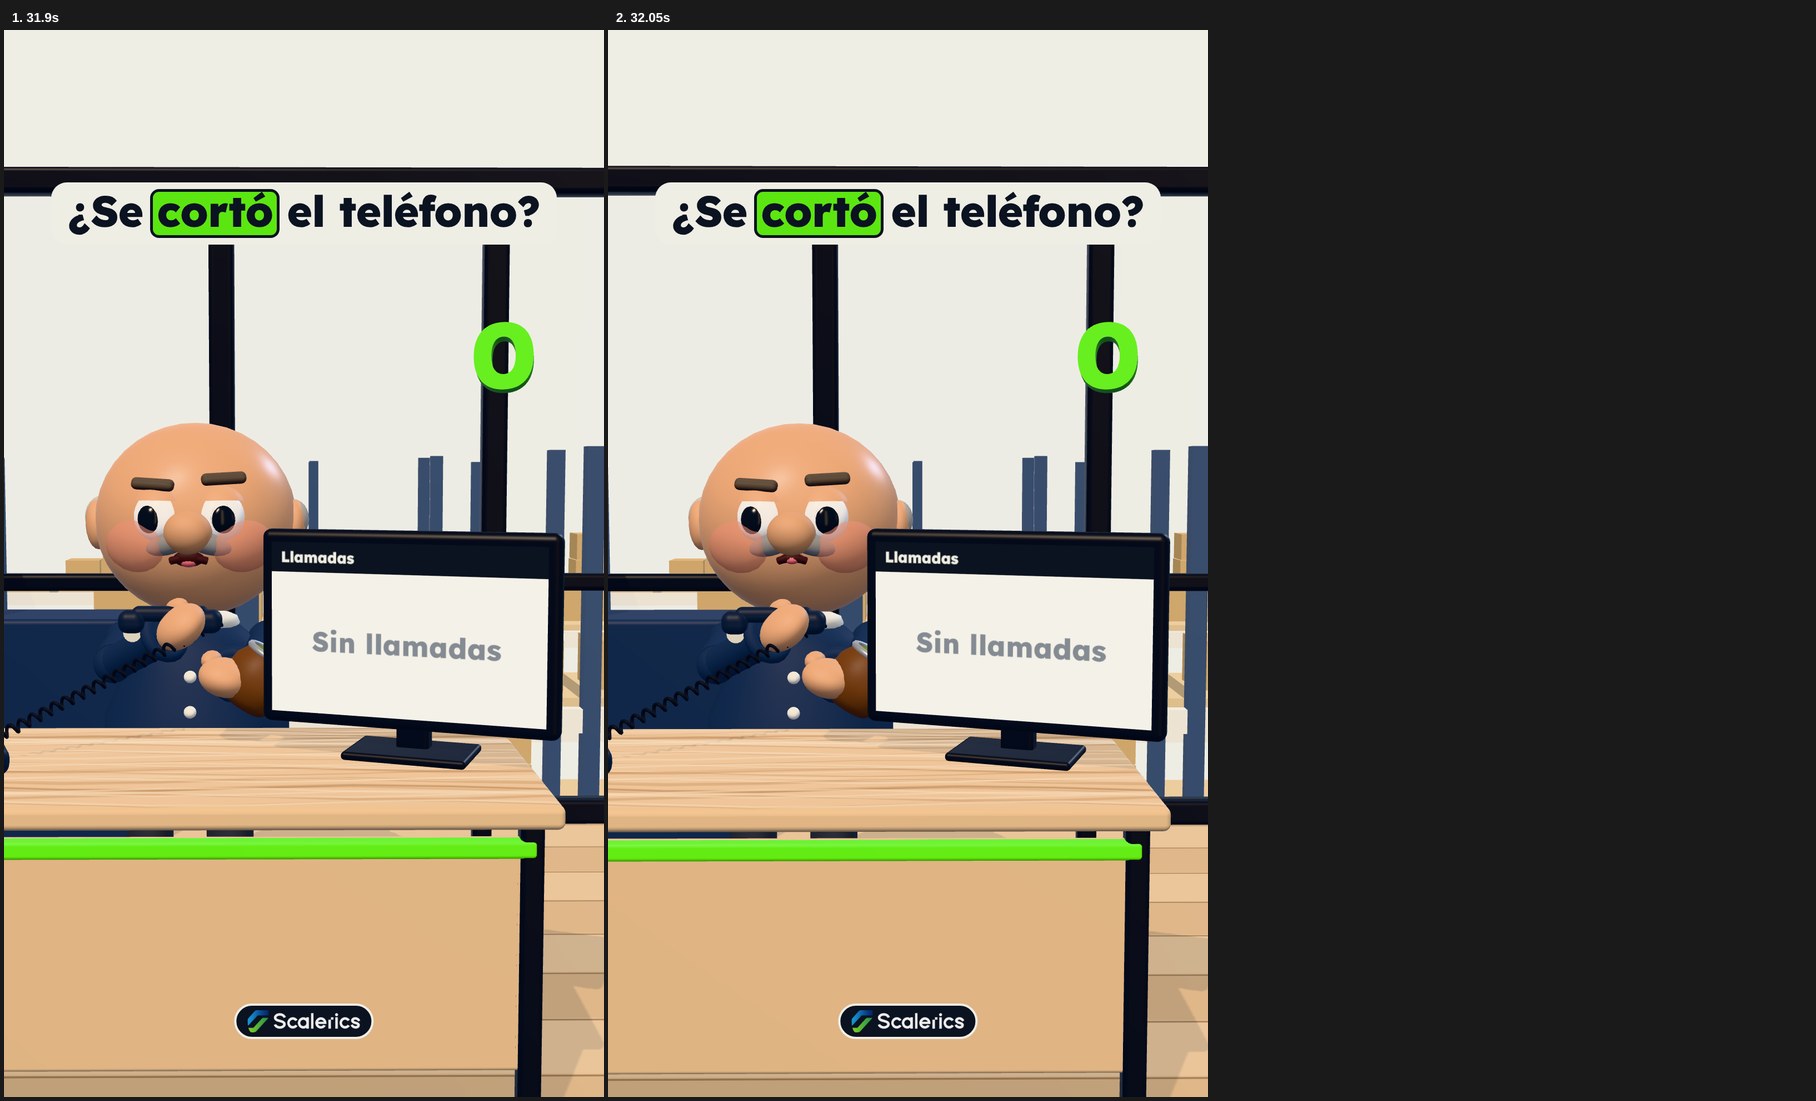 1. 31.9s
¿Se cortó el teléfono?
0
Llamadas
Sin llamadas
Scalerics
2. 32.05s
¿Se cortó el teléfono?
0
Llamadas
Sin llamadas
Scalerics